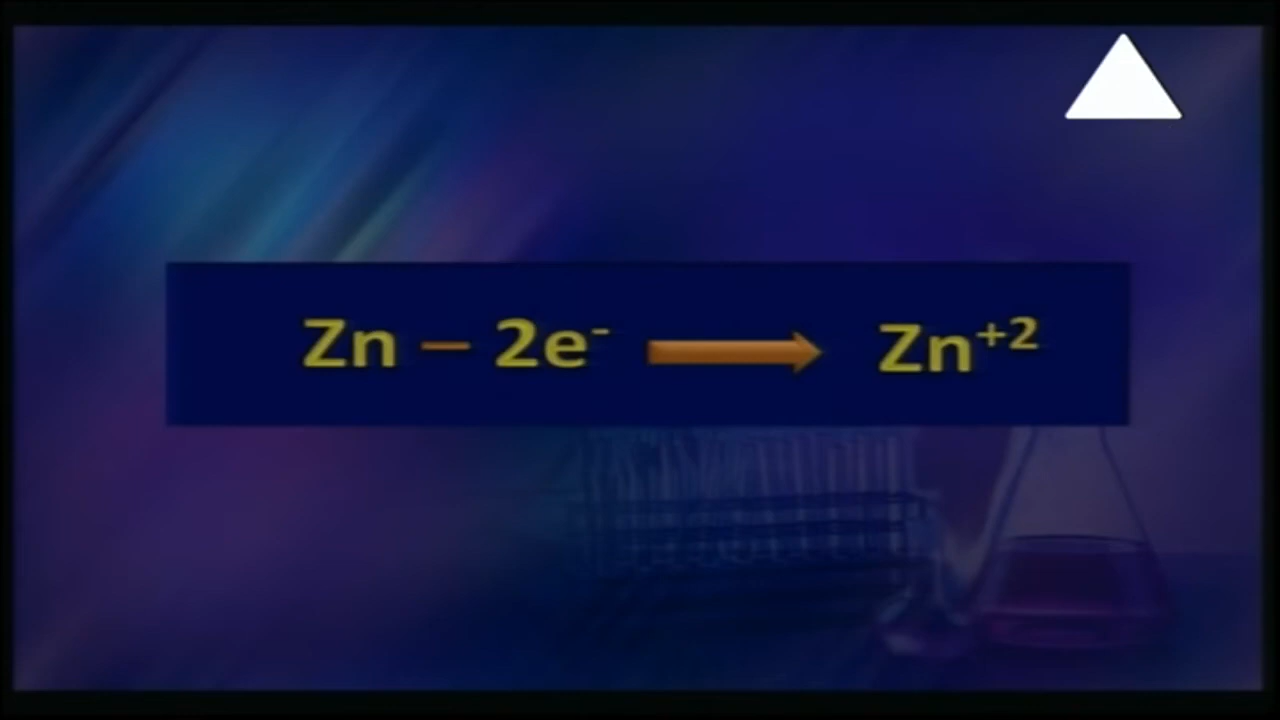 Zn – 2e⁻ → Zn⁺²